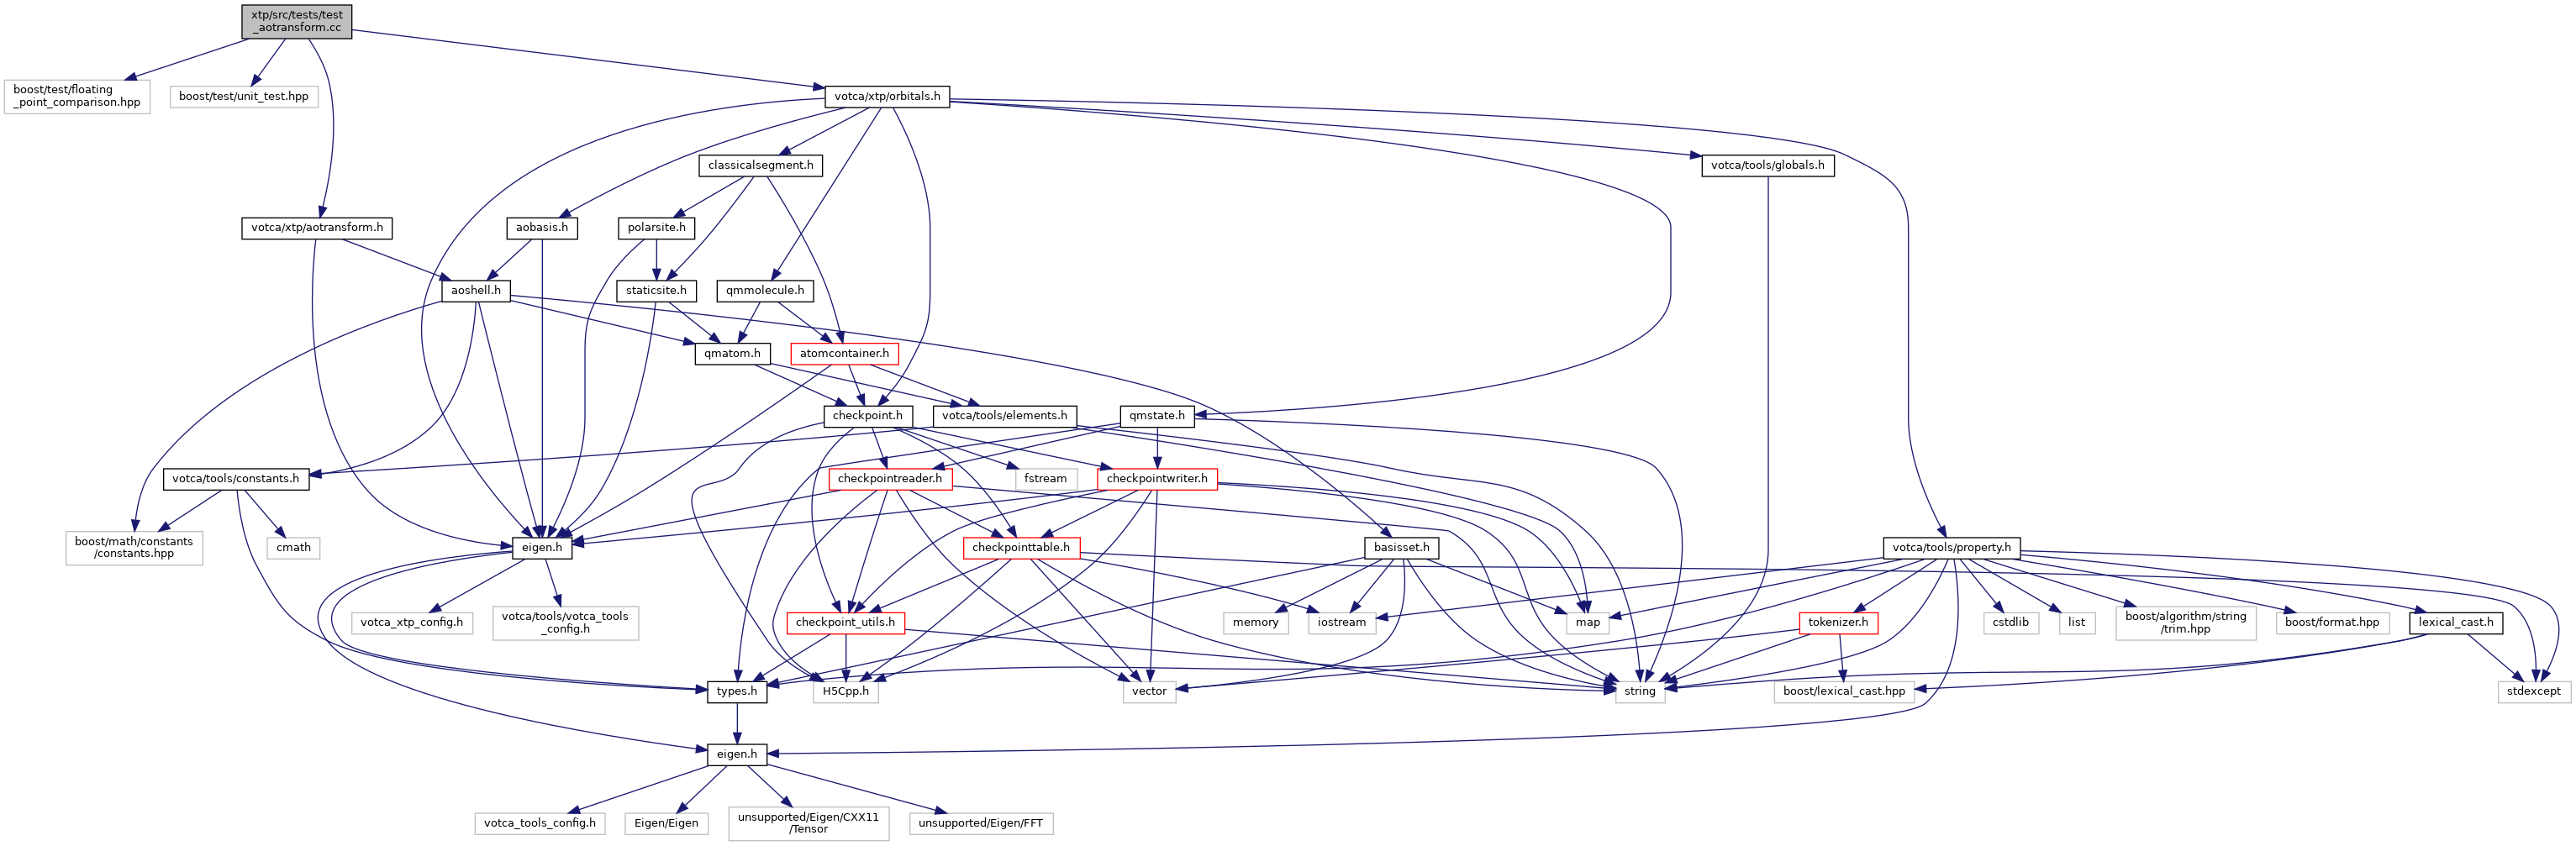 xtp/src/tests/test
_aotransform.cc
boost/test/floating
_point_comparison.hpp
boost/test/unit_test.hpp
votca/xtp/orbitals.h
classicalsegment.h
votca/tools/globals.h
votca/xtp/aotransform.h
aobasis.h
polarsite.h
aoshell.h
staticsite.h
qmmolecule.h
qmatom.h
atomcontainer.h
checkpoint.h
votca/tools/elements.h
qmstate.h
votca/tools/constants.h
checkpointreader.h
fstream
checkpointwriter.h
boost/math/constants
/constants.hpp
cmath
eigen.h
checkpointtable.h
basisset.h
votca/tools/property.h
votca_xtp_config.h
votca/tools/votca_tools
_config.h
checkpoint_utils.h
memory
iostream
map
tokenizer.h
cstdlib
list
boost/algorithm/string
/trim.hpp
boost/format.hpp
lexical_cast.h
types.h
H5Cpp.h
vector
string
boost/lexical_cast.hpp
stdexcept
eigen.h
votca_tools_config.h
Eigen/Eigen
unsupported/Eigen/CXX11
/Tensor
unsupported/Eigen/FFT